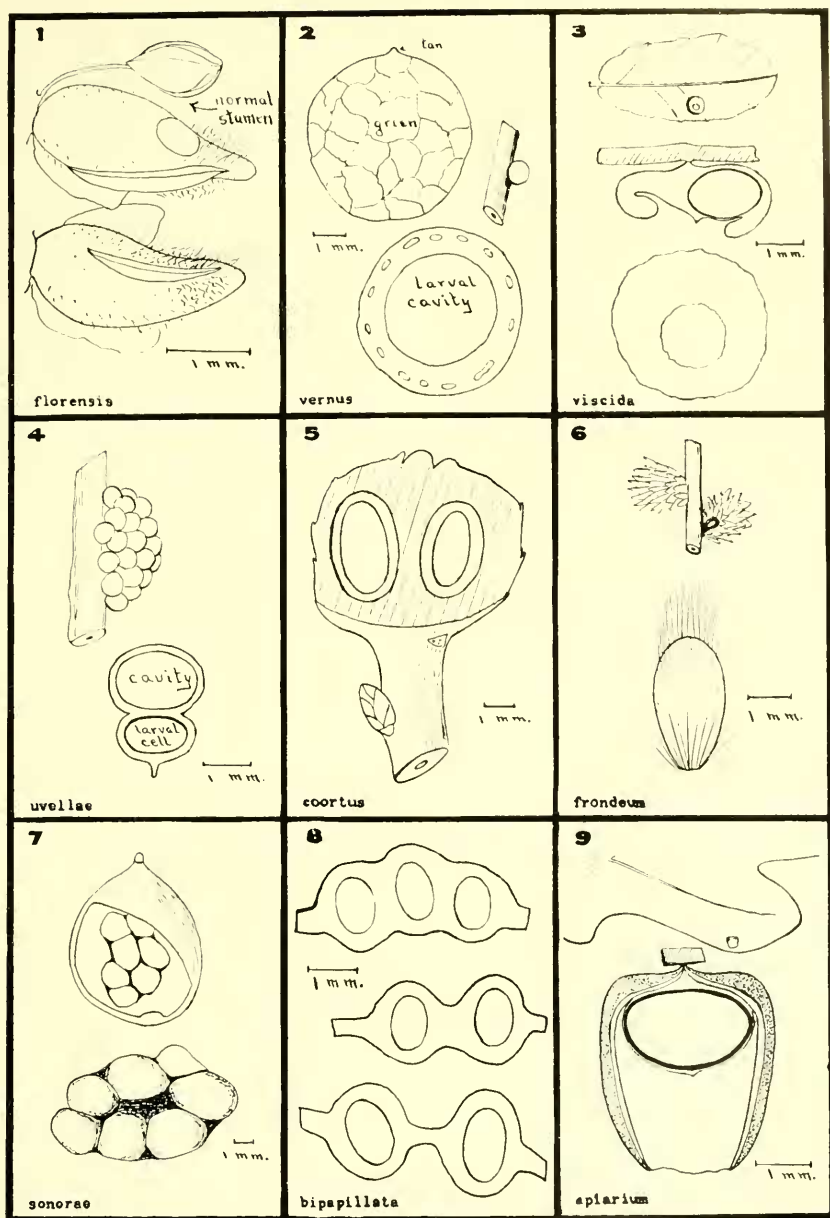 1
normal
stamen
1 mm.
florensis
2
tan
green
1 mm.
larval
cavity
vernus
3
1 mm.
viscida
4
cavity
larval
cell
1 mm.
uvellae
5
1 mm.
coortus
6
1 mm.
frondeum
7
1 mm.
sonorae
8
1 mm.
bipapillata
9
1 mm.
apiarium